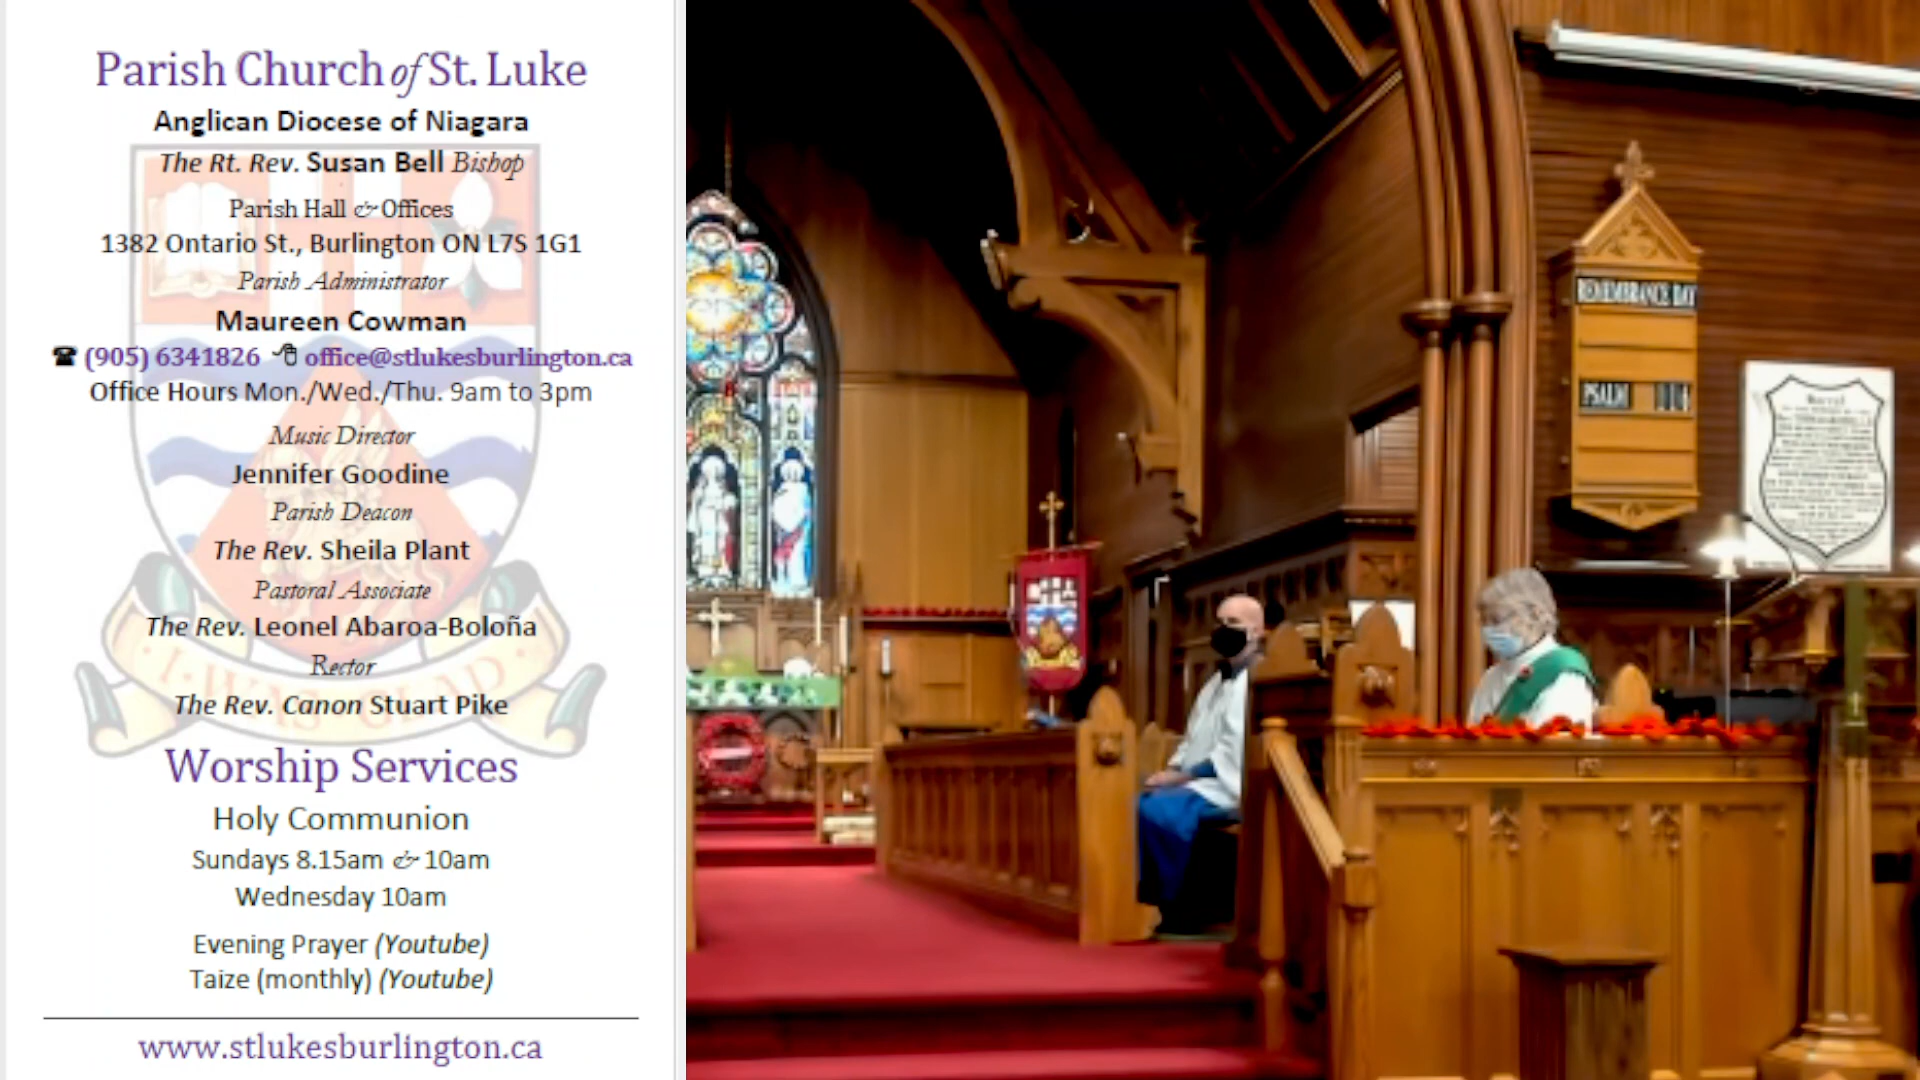 Parish Church of St. Luke
Anglican Diocese of Niagara
The Rt. Rev. Susan Bell Bishop
Parish Hall & Offices
1382 Ontario St., Burlington ON L7S 1G1
Parish Administrator
Maureen Cowman
(905) 6341826 office@stlukesburlington.ca
Office Hours Mon./Wed./Thu. 9am to 3pm
Music Director
Jennifer Goodine
Parish Deacon
The Rev. Sheila Plant
Pastoral Associate
The Rev. Leonel Abaroa-Boloña
Rector
The Rev. Canon Stuart Pike
I·WAS·GLAD
Worship Services
Holy Communion
Sundays 8.15am & 10am
Wednesday 10am
Evening Prayer (Youtube)
Taize (monthly) (Youtube)
www.stlukesburlington.ca
REMEMBRANCE DAY
PSALM